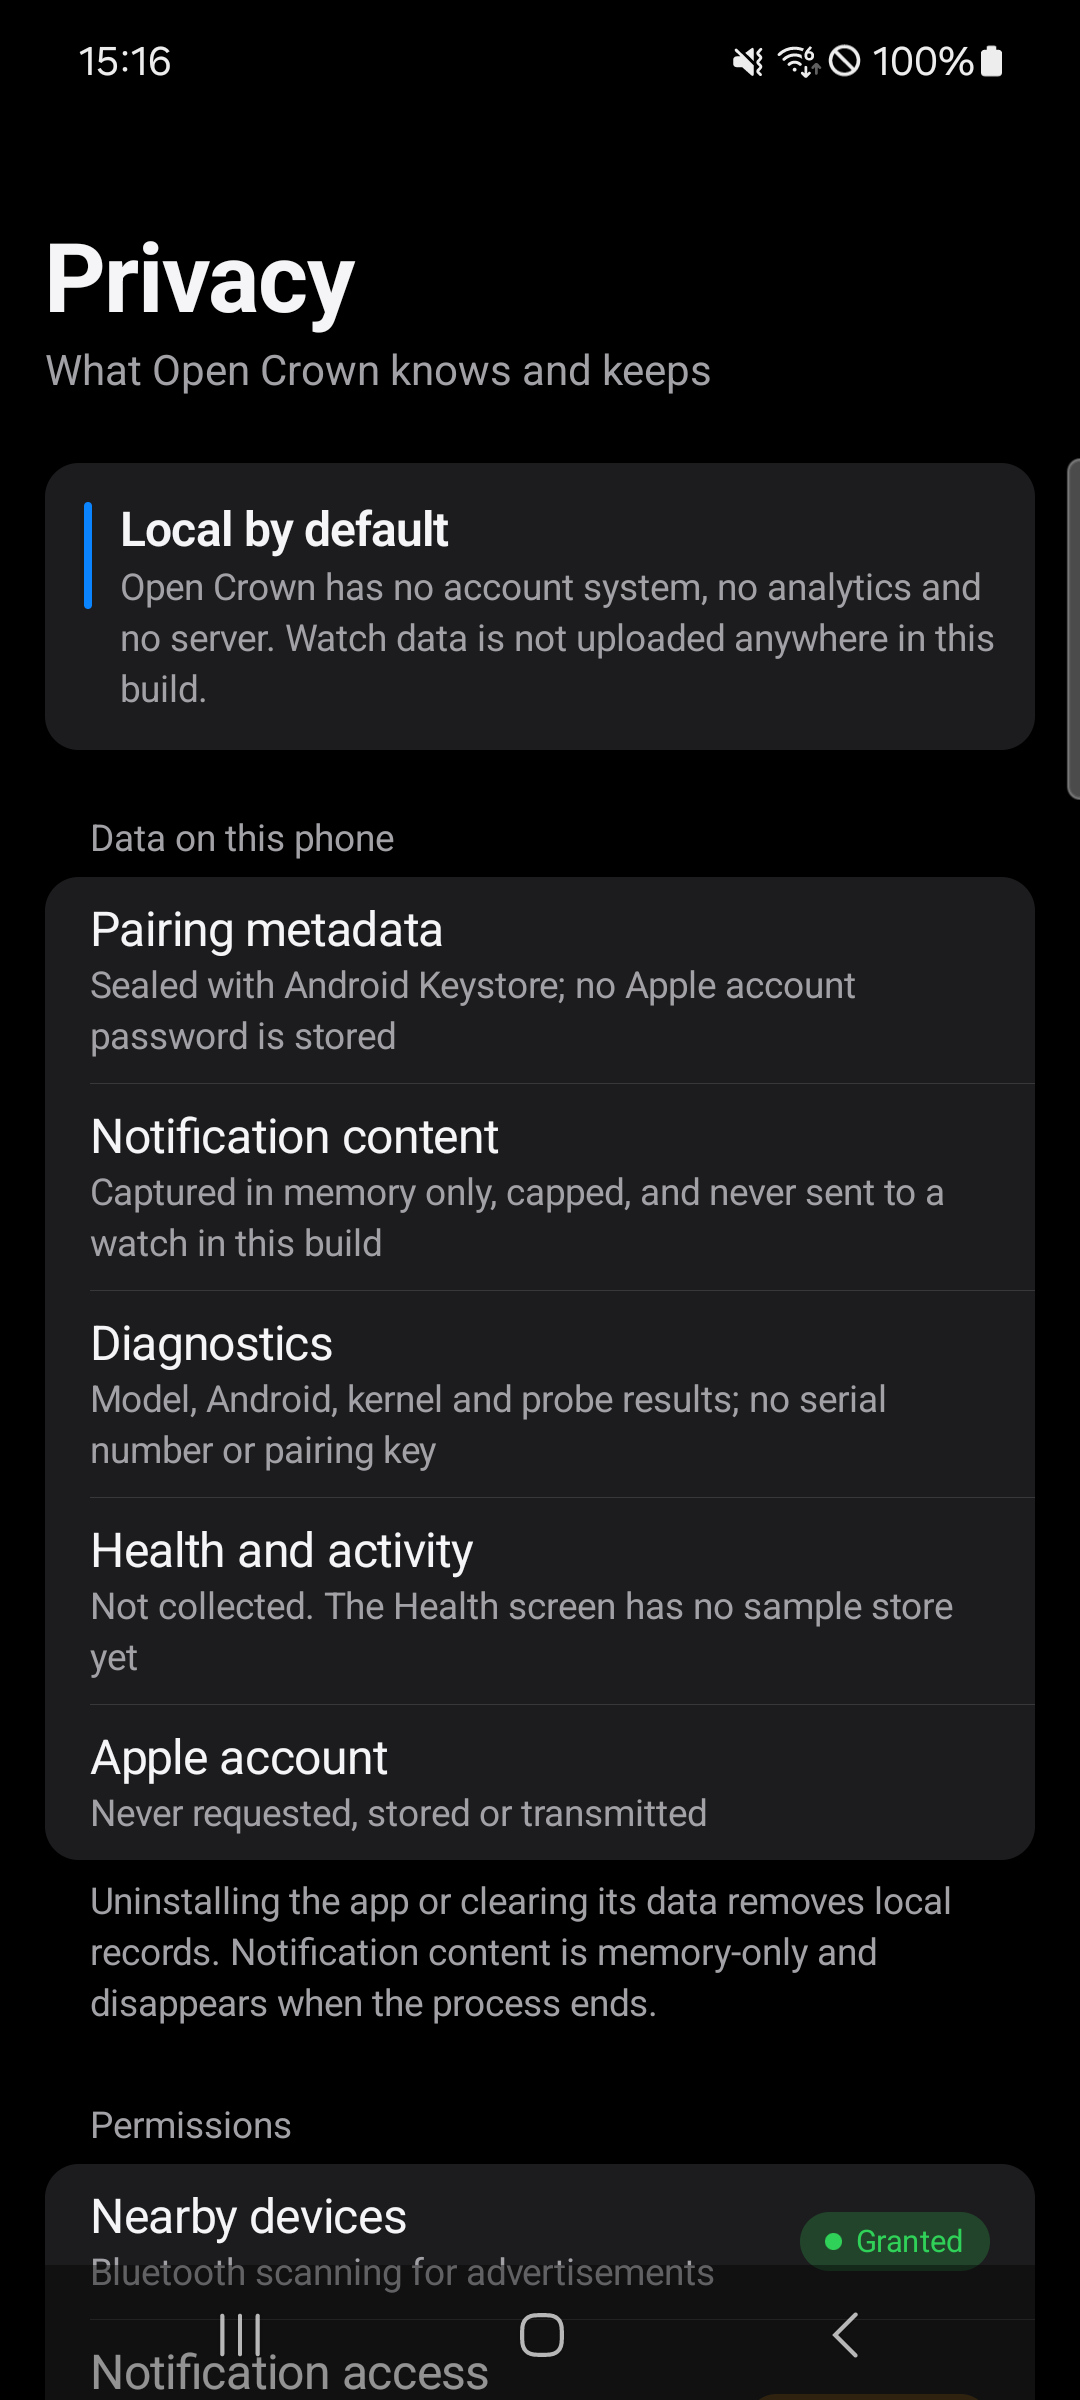 15:16
6
100%
Privacy
What Open Crown knows and keeps
Local by default
Open Crown has no account system, no analytics and
no server. Watch data is not uploaded anywhere in this
build.
Data on this phone
Pairing metadata
Sealed with Android Keystore; no Apple account
password is stored
Notification content
Captured in memory only, capped, and never sent to a
watch in this build
Diagnostics
Model, Android, kernel and probe results; no serial
number or pairing key
Health and activity
Not collected. The Health screen has no sample store
yet
Apple account
Never requested, stored or transmitted
Uninstalling the app or clearing its data removes local
records. Notification content is memory-only and
disappears when the process ends.
Permissions
Nearby devices
Granted
Bluetooth scanning for advertisements
Notification access